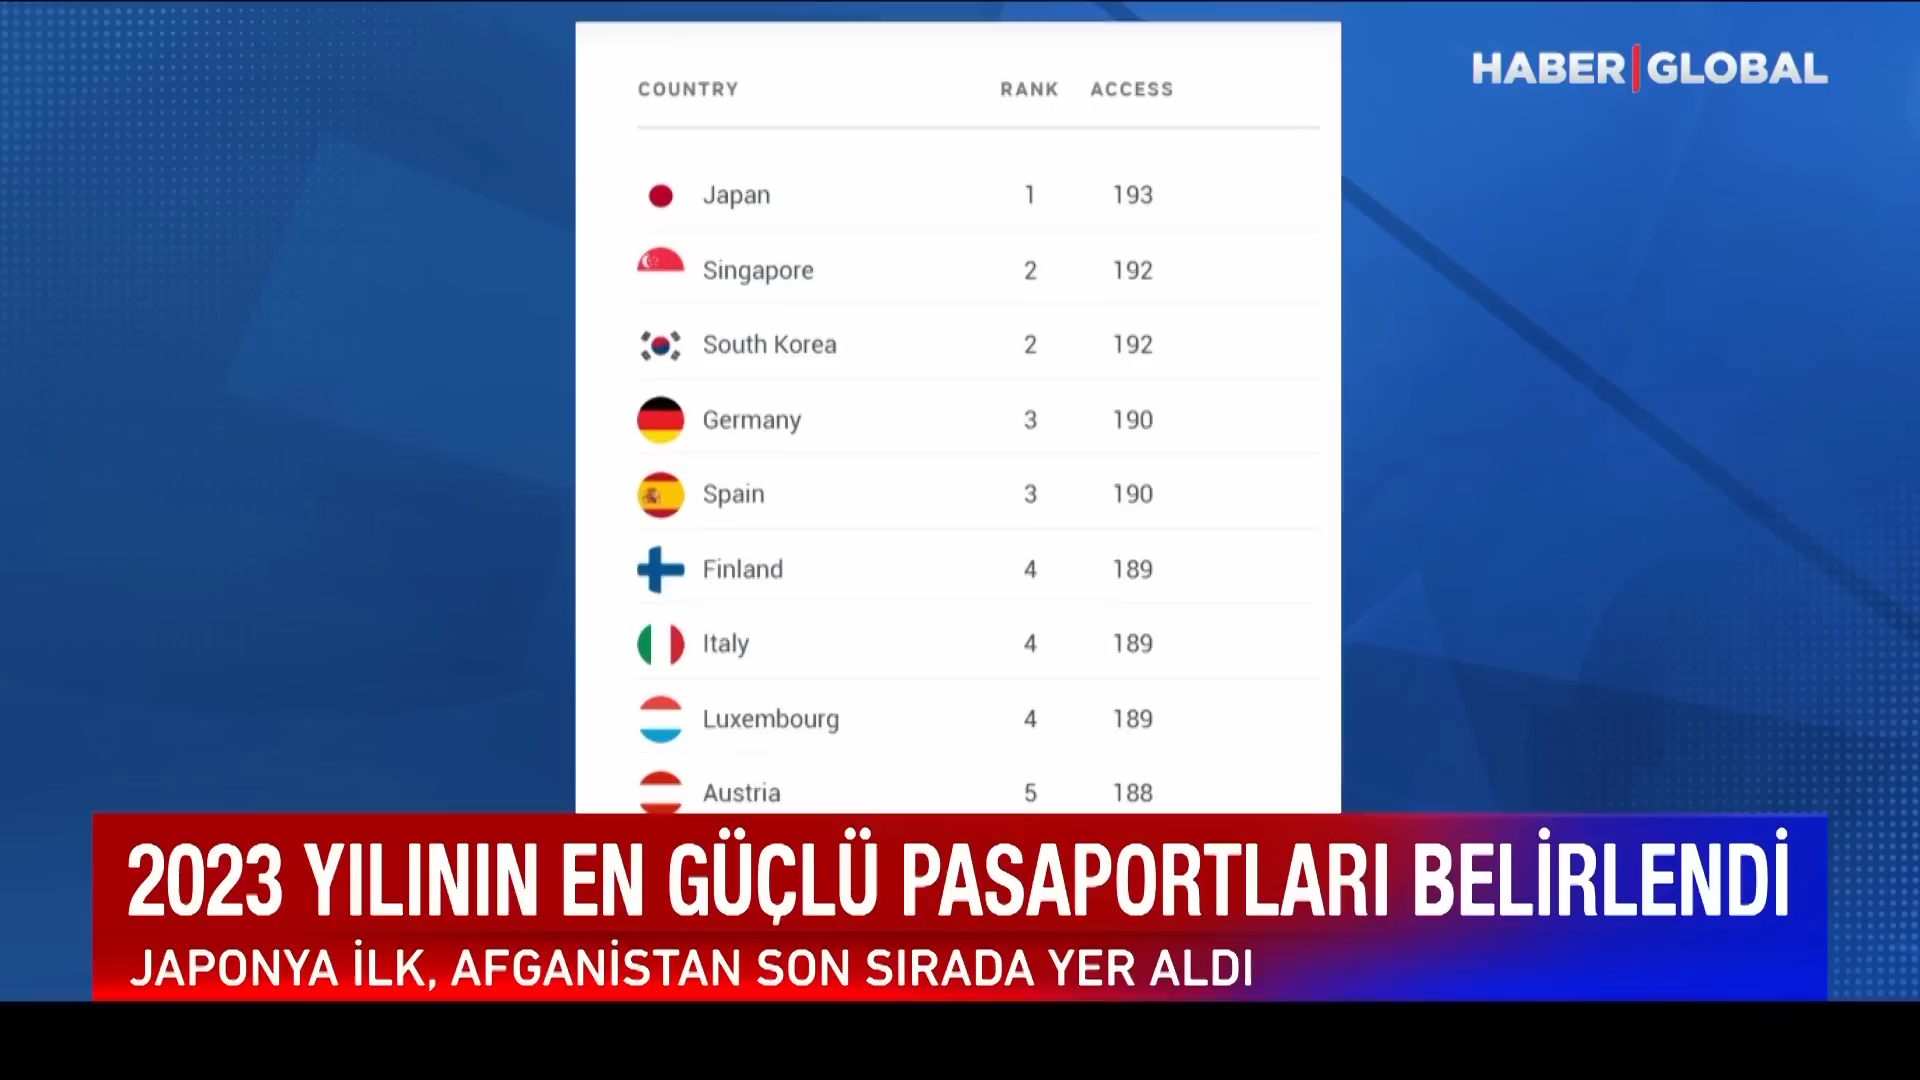 HABER|GLOBAL
COUNTRY RANK ACCESS
Japan 1 193
Singapore 2 192
South Korea 2 192
Germany 3 190
Spain 3 190
Finland 4 189
Italy 4 189
Luxembourg 4 189
Austria 5 188
2023 YILININ EN GÜÇLÜ PASAPORTLARI BELİRLENDİ
JAPONYA İLK, AFGANİSTAN SON SIRADA YER ALDI